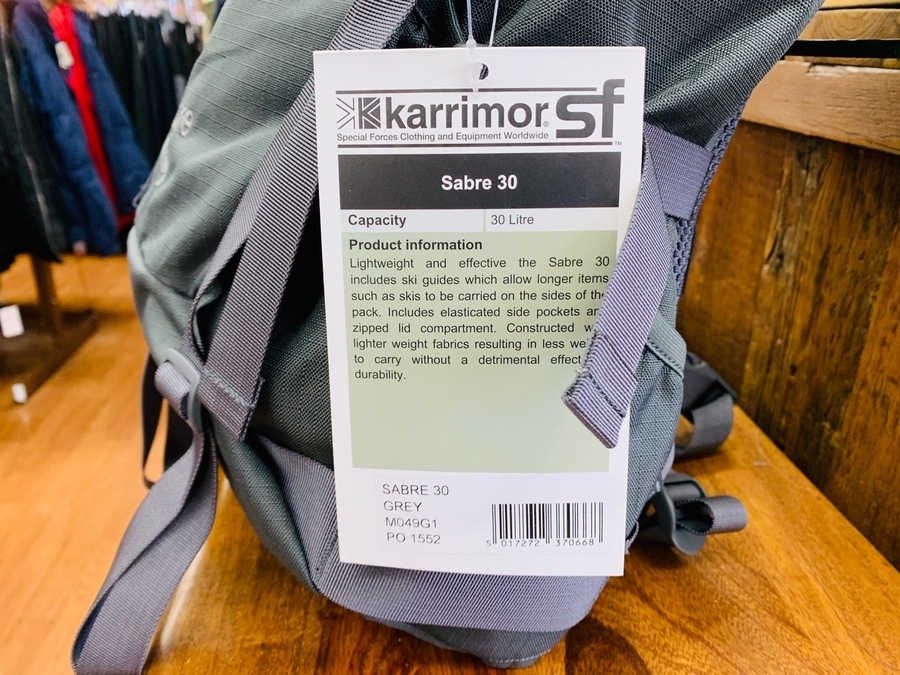 karrimor® sf™
Special Forces Clothing and Equipment Worldwide
Sabre 30
Capacity 30 Litre
Product information
Lightweight and effective the Sabre 30
includes ski guides which allow longer items
such as skis to be carried on the sides of the
pack. Includes elasticated side pockets
zipped lid compartment. Constructed
lighter weight fabrics resulting in less
to carry without a detrimental effect
durability.
SABRE 30
GREY
M049G1
PO 1552
5 017272 370668